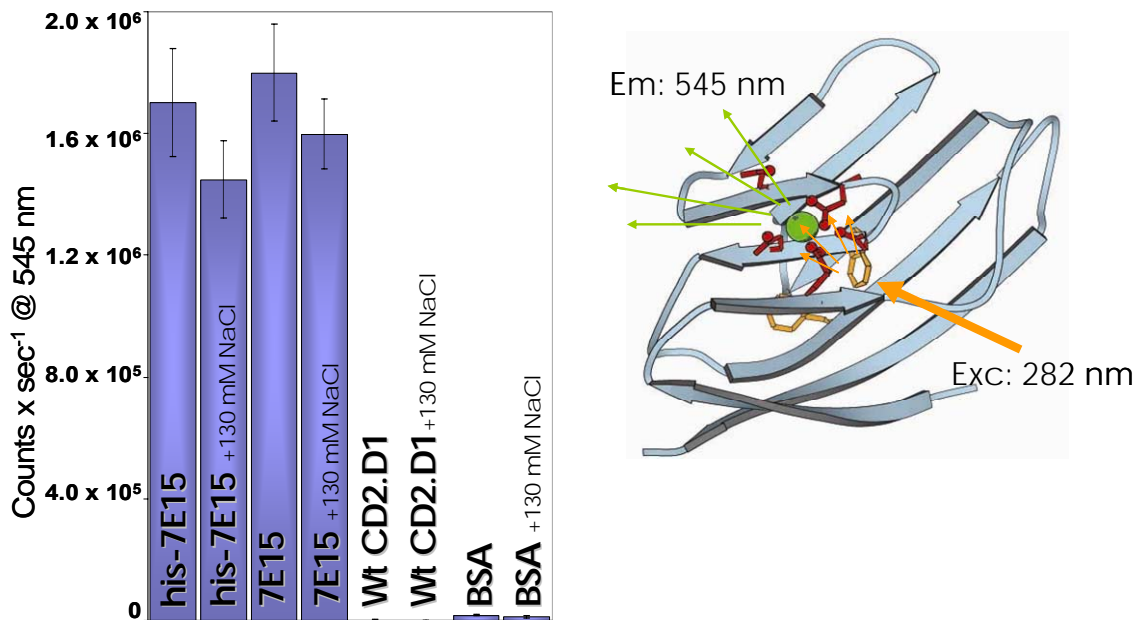 2.0 x 10⁶
1.6 x 10⁶
1.2 x 10⁶
8.0 x 10⁵
4.0 x 10⁵
0
Counts x sec⁻¹ @ 545 nm
his-7E15
his-7E15 +130 mM NaCl
7E15
7E15 +130 mM NaCl
Wt CD2.D1
Wt CD2.D1 +130 mM NaCl
BSA
BSA +130 mM NaCl
Em: 545 nm
Exc: 282 nm